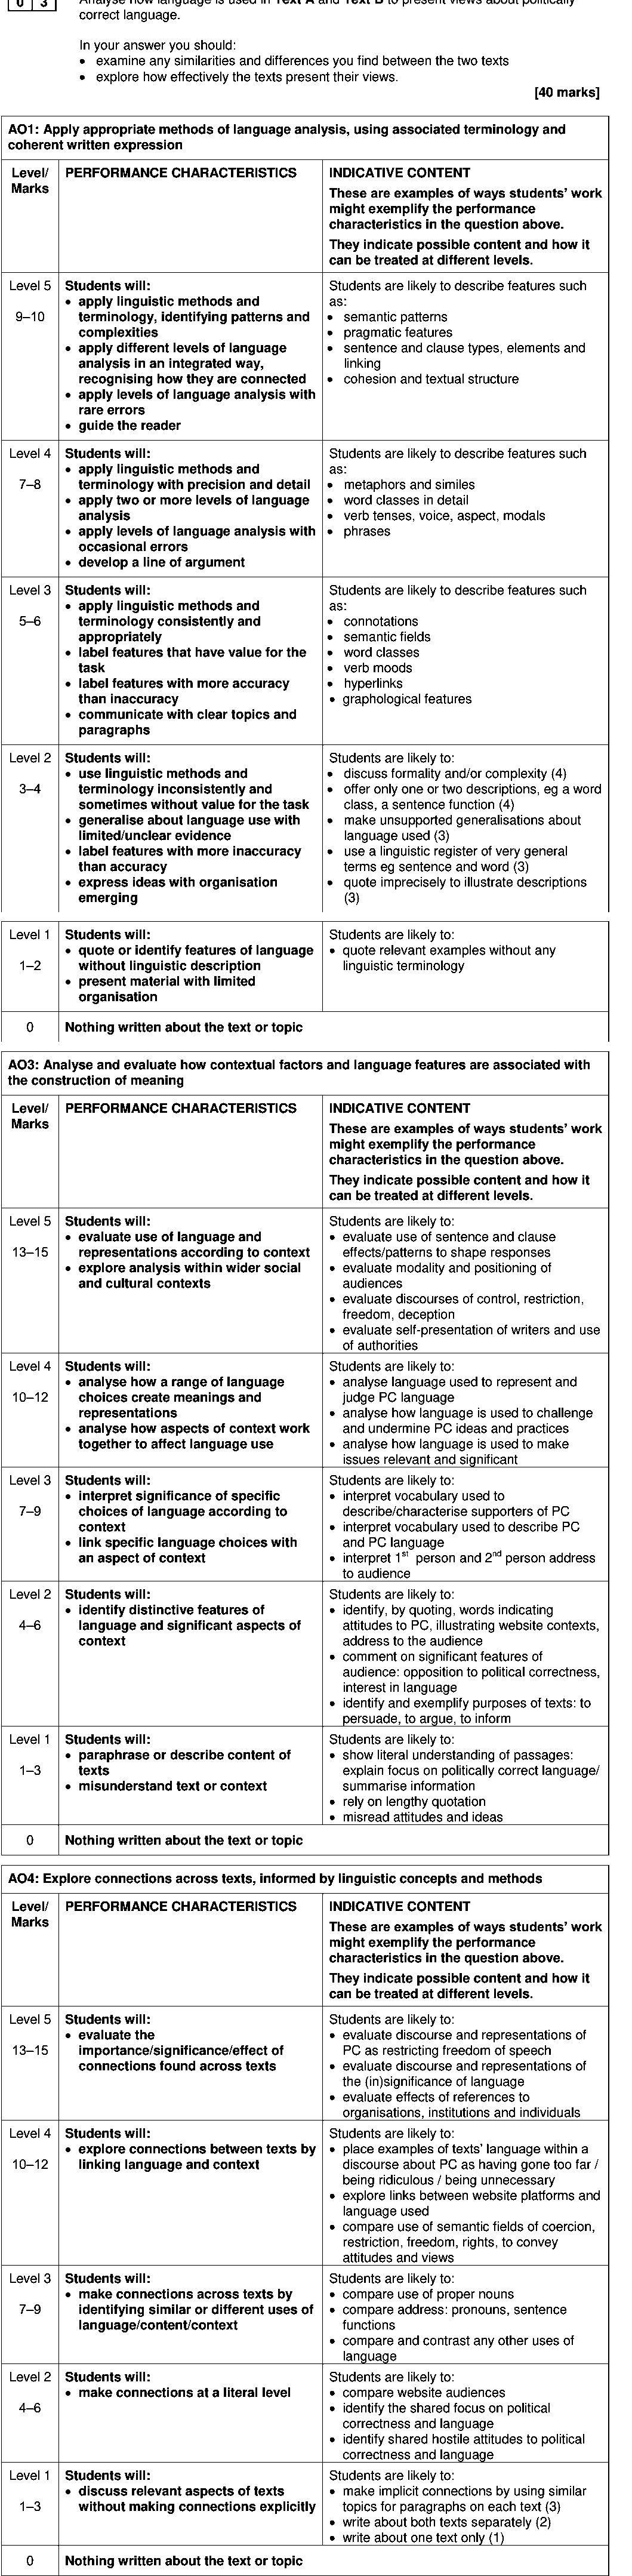 0 3
Analyse how language is used in Text A and Text B to present views about politically
correct language.
In your answer you should:
• examine any similarities and differences you find between the two texts
• explore how effectively the texts present their views.
[40 marks]
AO1: Apply appropriate methods of language analysis, using associated terminology and
coherent written expression
Level/
Marks
PERFORMANCE CHARACTERISTICS
INDICATIVE CONTENT
These are examples of ways students' work
might exemplify the performance
characteristics in the question above.
They indicate possible content and how it
can be treated at different levels.
Level 5
9–10
Students will:
• apply linguistic methods and
terminology, identifying patterns and
complexities
• apply different levels of language
analysis in an integrated way,
recognising how they are connected
• apply levels of language analysis with
rare errors
• guide the reader
Students are likely to describe features such
as:
• semantic patterns
• pragmatic features
• sentence and clause types, elements and
linking
• cohesion and textual structure
Level 4
7–8
Students will:
• apply linguistic methods and
terminology with precision and detail
• apply two or more levels of language
analysis
• apply levels of language analysis with
occasional errors
• develop a line of argument
Students are likely to describe features such
as:
• metaphors and similes
• word classes in detail
• verb tenses, voice, aspect, modals
• phrases
Level 3
5–6
Students will:
• apply linguistic methods and
terminology consistently and
appropriately
• label features that have value for the
task
• label features with more accuracy
than inaccuracy
• communicate with clear topics and
paragraphs
Students are likely to describe features such
as:
• connotations
• semantic fields
• word classes
• verb moods
• hyperlinks
• graphological features
Level 2
3–4
Students will:
• use linguistic methods and
terminology inconsistently and
sometimes without value for the task
• generalise about language use with
limited/unclear evidence
• label features with more inaccuracy
than accuracy
• express ideas with organisation
emerging
Students are likely to:
• discuss formality and/or complexity (4)
• offer only one or two descriptions, eg a word
class, a sentence function (4)
• make unsupported generalisations about
language used (3)
• use a linguistic register of very general
terms eg sentence and word (3)
• quote imprecisely to illustrate descriptions
(3)
Level 1
1–2
Students will:
• quote or identify features of language
without linguistic description
• present material with limited
organisation
Students are likely to:
• quote relevant examples without any
linguistic terminology
0
Nothing written about the text or topic
AO3: Analyse and evaluate how contextual factors and language features are associated with
the construction of meaning
Level/
Marks
PERFORMANCE CHARACTERISTICS
INDICATIVE CONTENT
These are examples of ways students' work
might exemplify the performance
characteristics in the question above.
They indicate possible content and how it
can be treated at different levels.
Level 5
13–15
Students will:
• evaluate use of language and
representations according to context
• explore analysis within wider social
and cultural contexts
Students are likely to:
• evaluate use of sentence and clause
effects/patterns to shape responses
• evaluate modality and positioning of
audiences
• evaluate discourses of control, restriction,
freedom, deception
• evaluate self-presentation of writers and use
of authorities
Level 4
10–12
Students will:
• analyse how a range of language
choices create meanings and
representations
• analyse how aspects of context work
together to affect language use
Students are likely to:
• analyse language used to represent and
judge PC language
• analyse how language is used to challenge
and undermine PC ideas and practices
• analyse how language is used to make
issues relevant and significant
Level 3
7–9
Students will:
• interpret significance of specific
choices of language according to
context
• link specific language choices with
an aspect of context
Students are likely to:
• interpret vocabulary used to
describe/characterise supporters of PC
• interpret vocabulary used to describe PC
and PC language
• interpret 1st person and 2nd person address
to audience
Level 2
4–6
Students will:
• identify distinctive features of
language and significant aspects of
context
Students are likely to:
• identify, by quoting, words indicating
attitudes to PC, illustrating website contexts,
address to the audience
• comment on significant features of
audience: opposition to political correctness,
interest in language
• identify and exemplify purposes of texts: to
persuade, to argue, to inform
Level 1
1–3
Students will:
• paraphrase or describe content of
texts
• misunderstand text or context
Students are likely to:
• show literal understanding of passages:
explain focus on politically correct language/
summarise information
• rely on lengthy quotation
• misread attitudes and ideas
0
Nothing written about the text or topic
AO4: Explore connections across texts, informed by linguistic concepts and methods
Level/
Marks
PERFORMANCE CHARACTERISTICS
INDICATIVE CONTENT
These are examples of ways students' work
might exemplify the performance
characteristics in the question above.
They indicate possible content and how it
can be treated at different levels.
Level 5
13–15
Students will:
• evaluate the
importance/significance/effect of
connections found across texts
Students are likely to:
• evaluate discourse and representations of
PC as restricting freedom of speech
• evaluate discourse and representations of
the (in)significance of language
• evaluate effects of references to
organisations, institutions and individuals
Level 4
10–12
Students will:
• explore connections between texts by
linking language and context
Students are likely to:
• place examples of texts' language within a
discourse about PC as having gone too far /
being ridiculous / being unnecessary
• explore links between website platforms and
language used
• compare use of semantic fields of coercion,
restriction, freedom, rights, to convey
attitudes and views
Level 3
7–9
Students will:
• make connections across texts by
identifying similar or different uses of
language/content/context
Students are likely to:
• compare use of proper nouns
• compare address: pronouns, sentence
functions
• compare and contrast any other uses of
language
Level 2
4–6
Students will:
• make connections at a literal level
Students are likely to:
• compare website audiences
• identify the shared focus on political
correctness and language
• identify shared hostile attitudes to political
correctness and language
Level 1
1–3
Students will:
• discuss relevant aspects of texts
without making connections explicitly
Students are likely to:
• make implicit connections by using similar
topics for paragraphs on each text (3)
• write about both texts separately (2)
• write about one text only (1)
0
Nothing written about the text or topic